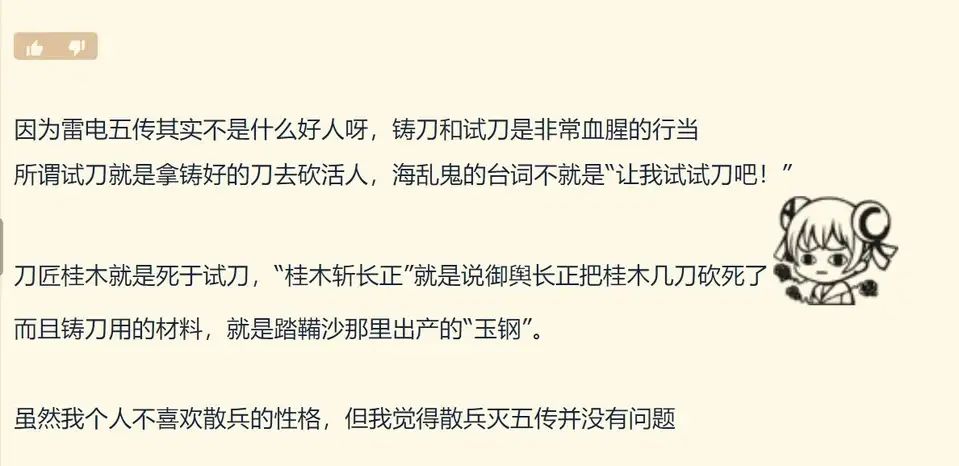 因为雷电五传其实不是什么好人呀，铸刀和试刀是非常血腥的行当
所谓试刀就是拿铸好的刀去砍活人，海乱鬼的台词不就是“让我试试刀吧！”
刀匠桂木就是死于试刀，“桂木斩长正”就是说御舆长正把桂木几刀砍死了
而且铸刀用的材料，就是踏鞴沙那里出产的“玉钢”。
虽然我个人不喜欢散兵的性格，但我觉得散兵灭五传并没有问题